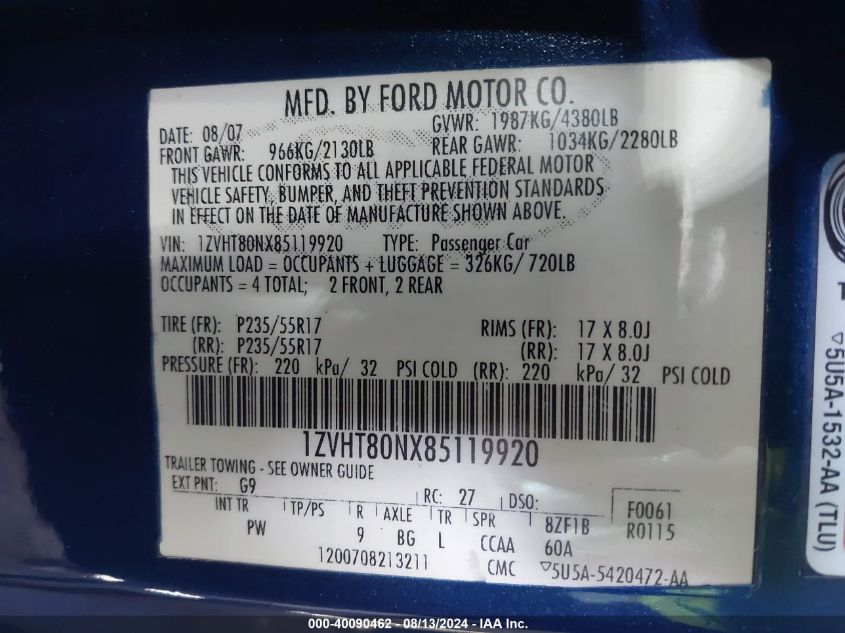 MFD. BY FORD MOTOR CO.
DATE: 08/07 GVWR: 1987KG/4380LB
FRONT GAWR: 966KG/2130LB REAR GAWR: 1034KG/2280LB
THIS VEHICLE CONFORMS TO ALL APPLICABLE FEDERAL MOTOR
VEHICLE SAFETY, BUMPER, AND THEFT PREVENTION STANDARDS
IN EFFECT ON THE DATE OF MANUFACTURE SHOWN ABOVE.
VIN: 1ZVHT80NX85119920 TYPE: Passenger Car
MAXIMUM LOAD = OCCUPANTS + LUGGAGE = 326KG/ 720LB
OCCUPANTS = 4 TOTAL; 2 FRONT, 2 REAR
TIRE (FR): P235/55R17 RIMS (FR): 17 X 8.0J
(RR): P235/55R17 (RR): 17 X 8.0J
PRESSURE (FR): 220 kPa/ 32 PSI COLD (RR): 220 kPa/ 32 PSI COLD
1ZVHT80NX85119920
TRAILER TOWING - SEE OWNER GUIDE
EXT PNT: G9 RC: 27 DSO: F0061
INT TR TP/PS R AXLE TR SPR 8ZF1B R0115
PW 9 BG L CCAA 60A
1200708213211 CMC ▽5U5A-5420472-AA
▽5U5A-1532-AA (TLU)
000-40090462 - 08/13/2024 - IAA Inc.